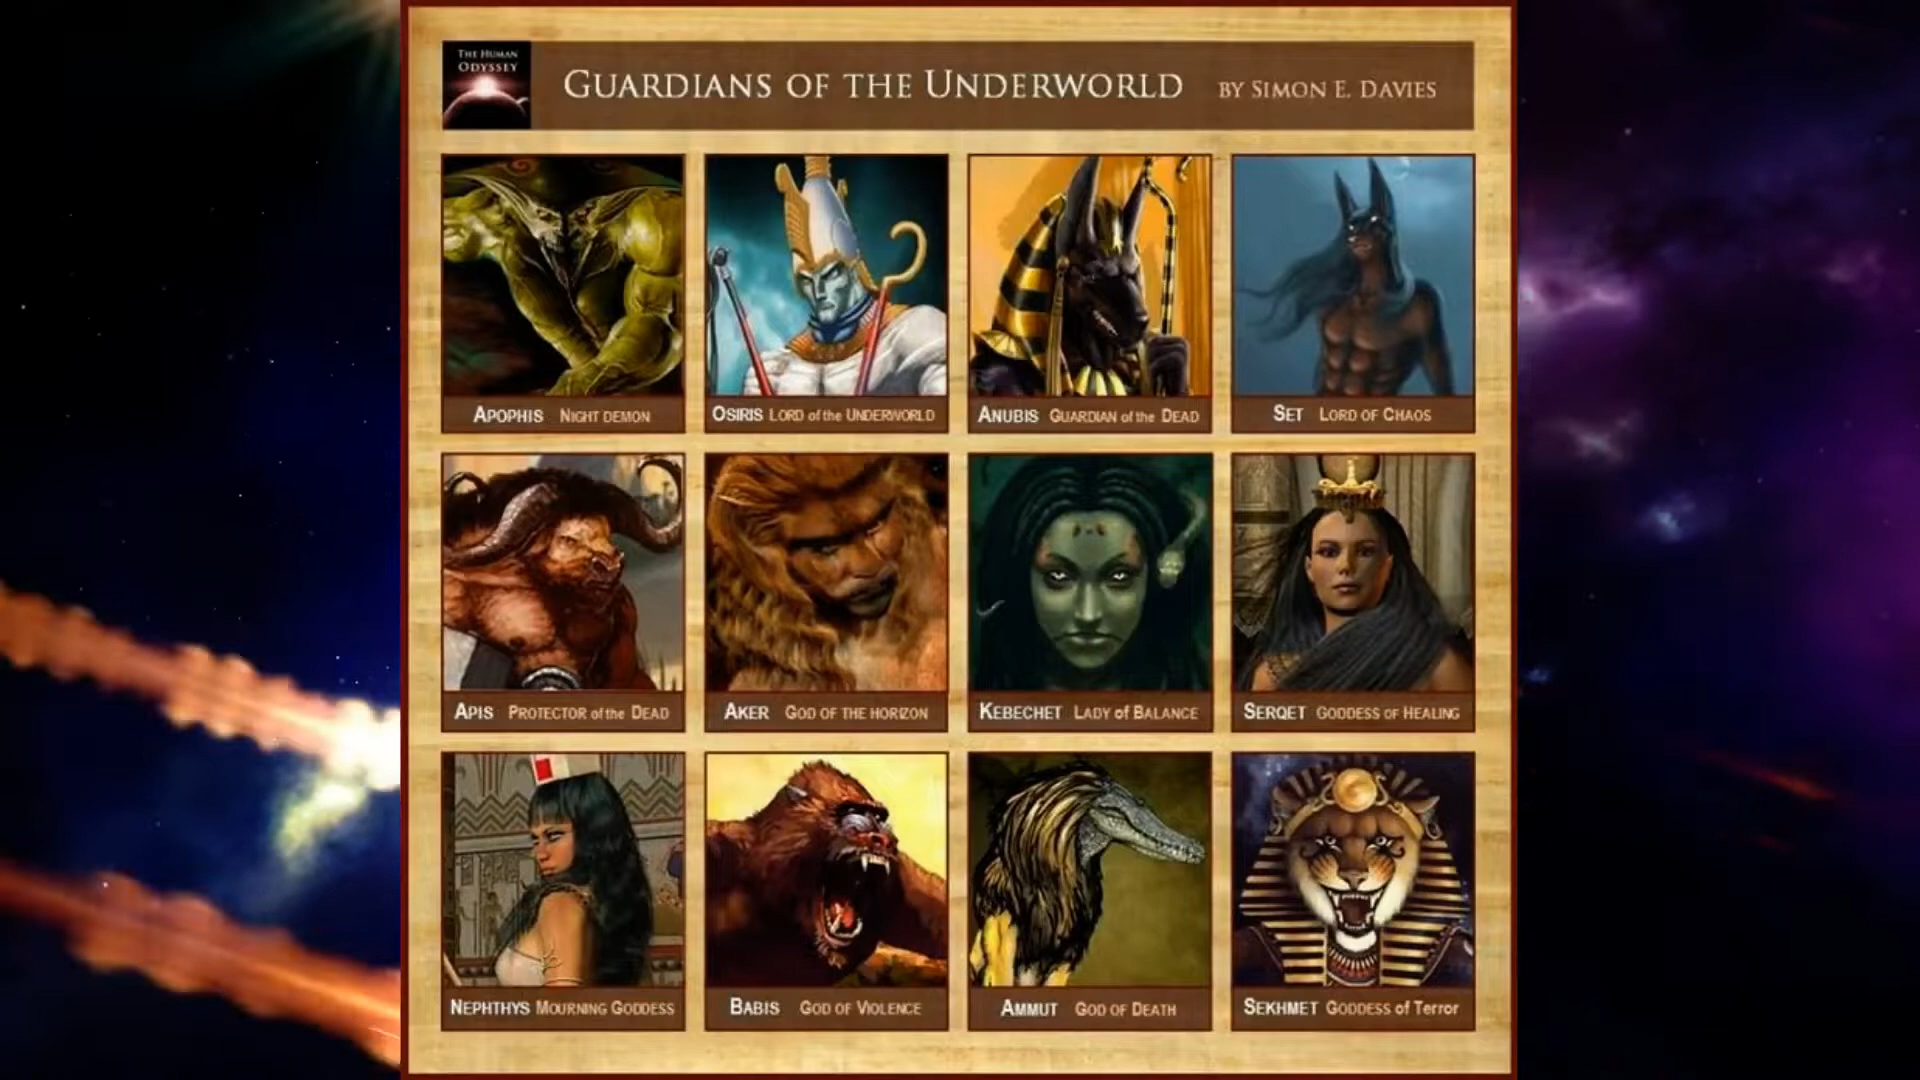 THE HUMAN
ODYSSEY
GUARDIANS OF THE UNDERWORLD BY SIMON E. DAVIES
APOPHIS NIGHT DEMON
OSIRIS LORD of the UNDERWORLD
ANUBIS GUARDIAN of the DEAD
SET LORD OF CHAOS
APIS PROTECTOR of the DEAD
AKER GOD OF THE HORIZON
KEBECHET LADY of BALANCE
SERQET GODDESS OF HEALING
NEPHTHYS MOURNING GODDESS
BABIS GOD OF VIOLENCE
AMMUT GOD OF DEATH
SEKHMET GODDESS of Terror